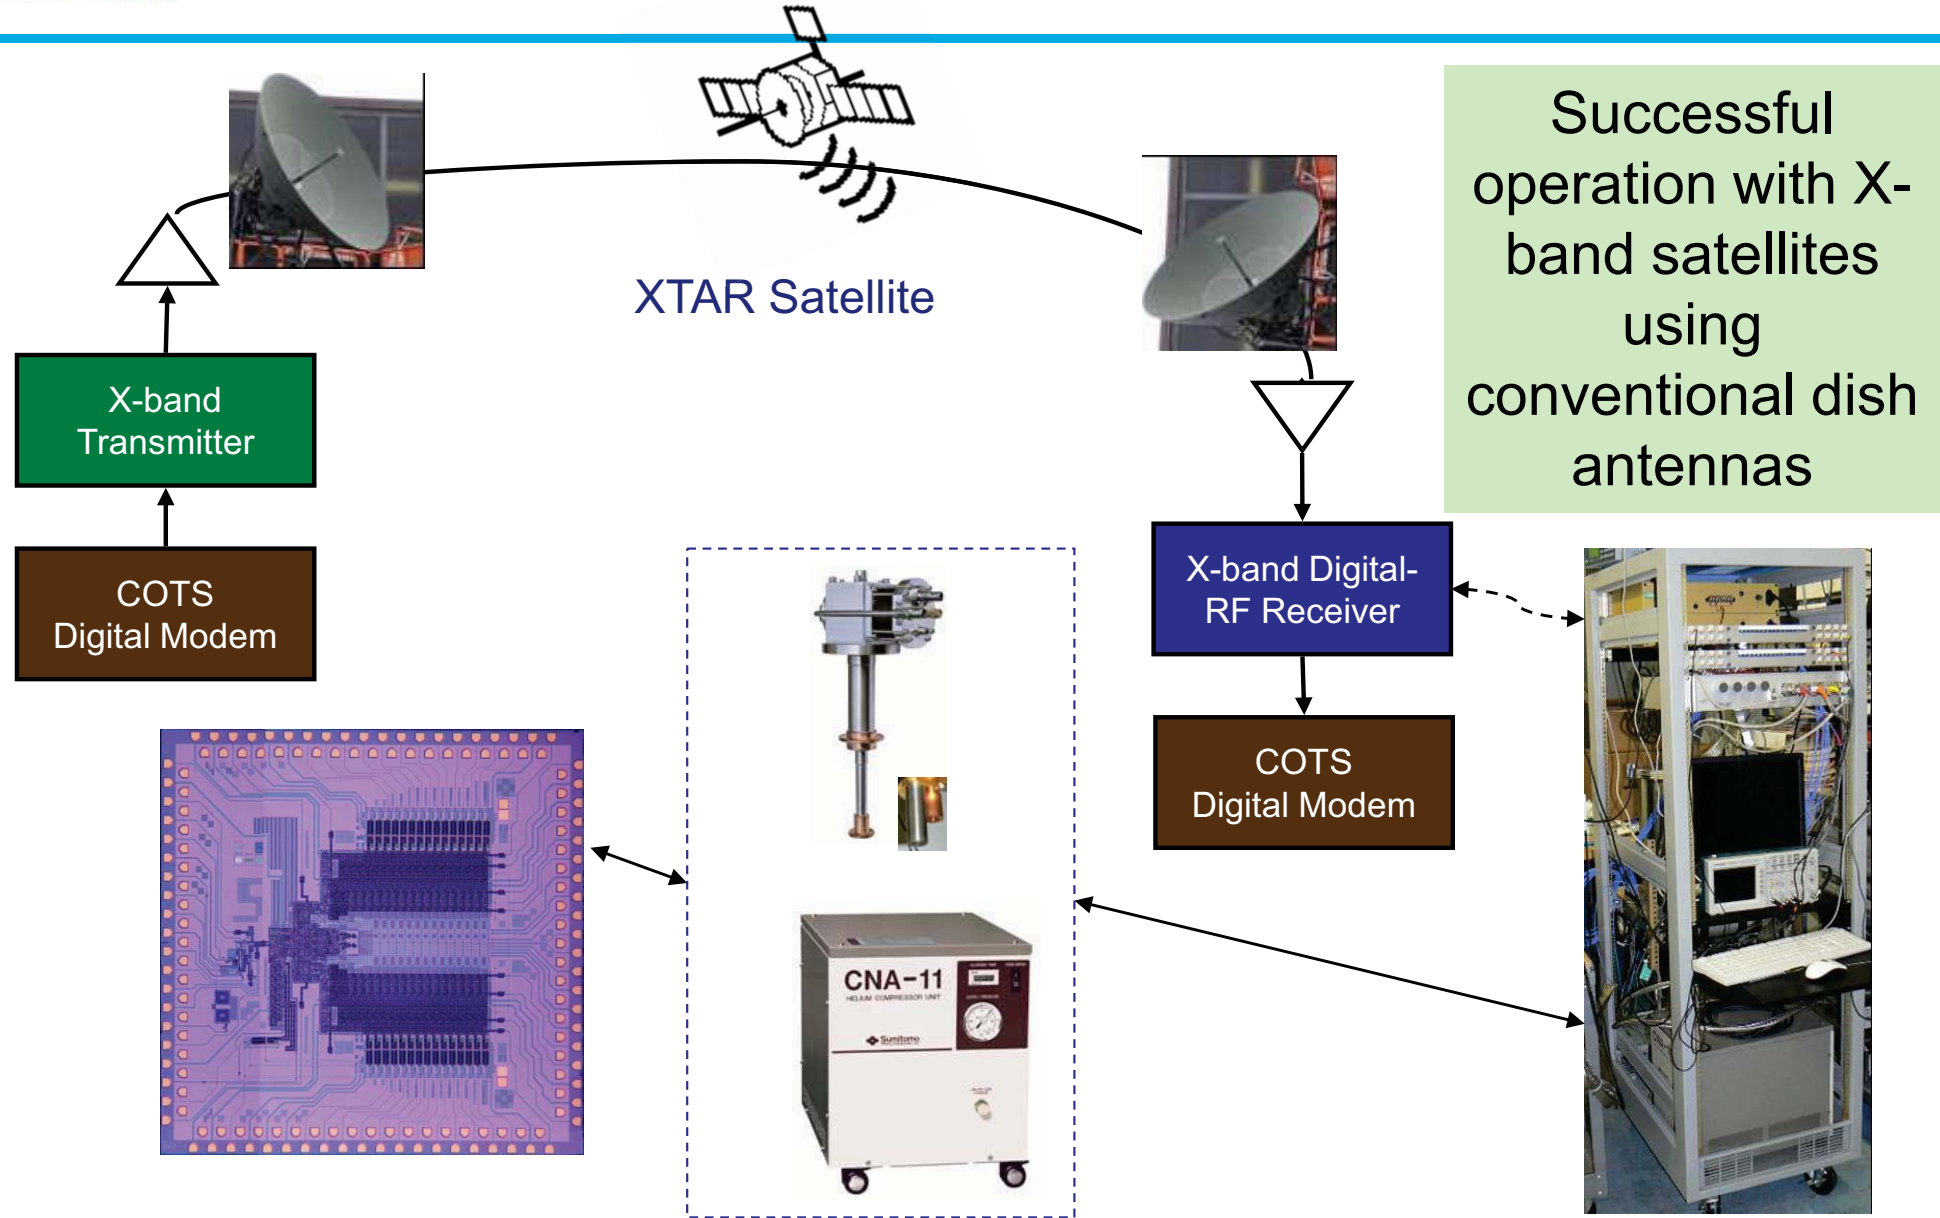 XTAR Satellite
Successful
operation with X-
band satellites
using
conventional dish
antennas
X-band
Transmitter
COTS
Digital Modem
X-band Digital-
RF Receiver
COTS
Digital Modem
CNA-11
HELIUM COMPRESSOR UNIT
Sumitomo